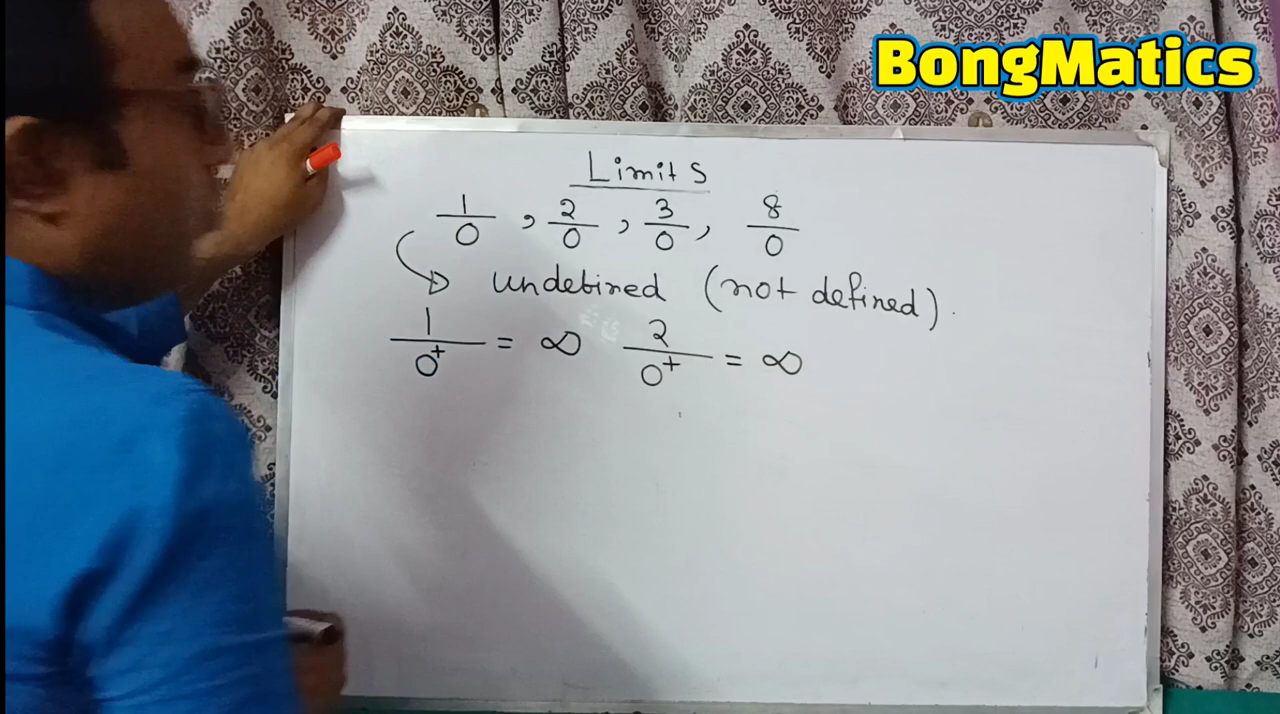 BongMatics
Limits
1/0 , 2/0 , 3/0 , 8/0
undefined (not defined).
1/0⁺ = ∞ 2/0⁺ = ∞